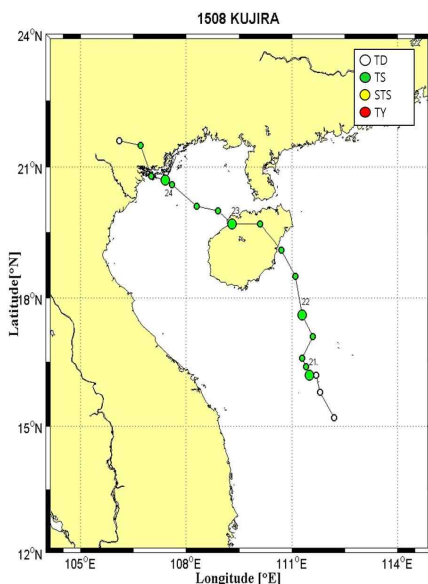 1508 KUJIRA
24°N
TD
TS
STS
TY
21°N
24
23
18°N
22
21
15°N
12°N
105°E
108°E
111°E
114°E
Latitude[°N]
Longitude [°E]